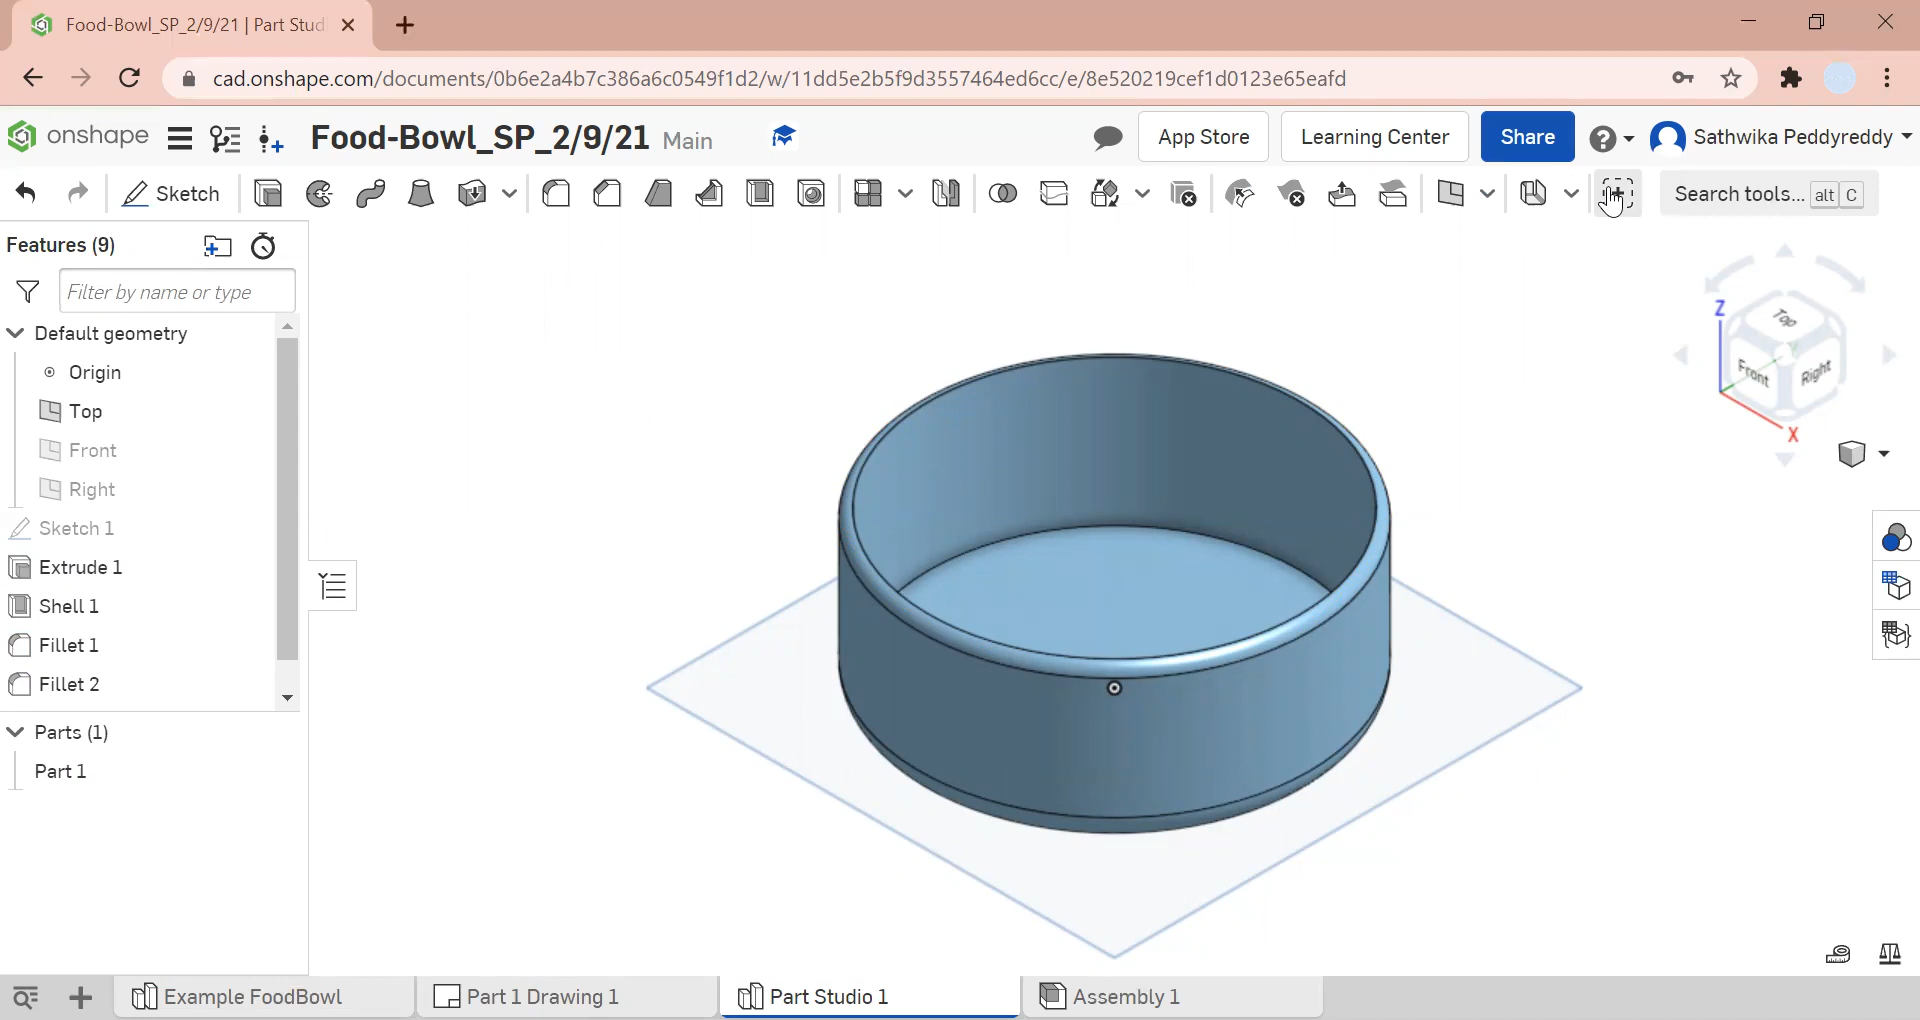 Food-Bowl_SP_2/9/21 | Part Stud
cad.onshape.com/documents/0b6e2a4b7c386a6c0549f1d2/w/11dd5e2b5f9d3557464ed6cc/e/8e520219cef1d0123e65eafd
onshape Food-Bowl_SP_2/9/21 Main App Store Learning Center Share Sathwika Peddyreddy
Sketch Search tools... alt C
Features (9)
Filter by name or type
Default geometry
Origin
Top
Front
Right
Sketch 1
Extrude 1
Shell 1
Fillet 1
Fillet 2
Parts (1)
Part 1
Z
Top
Front
Right
X
Example FoodBowl Part 1 Drawing 1 Part Studio 1 Assembly 1